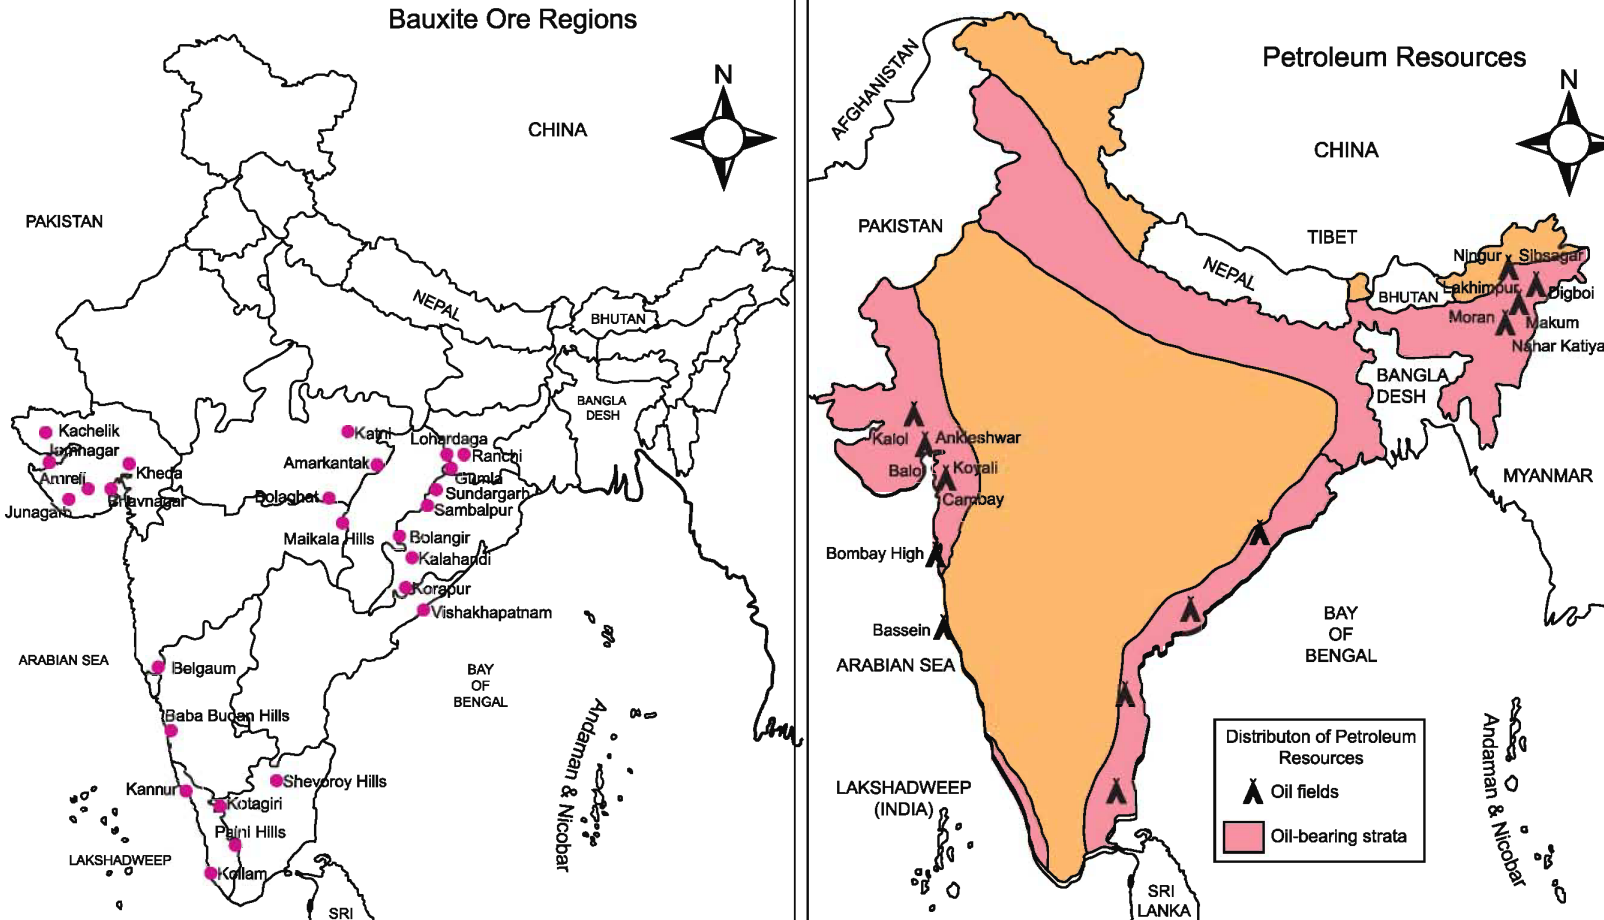 Bauxite Ore Regions
N
CHINA
PAKISTAN
NEPAL
BHUTAN
BANGLA
DESH
Kachelik
Jamnagar
Amreli
Kheda
Bhavnagar
Junagarh
Katni
Amarkantak
Lohardaga
Ranchi
Gumla
Sundargarh
Sambalpur
Bolaghat
Maikala Hills
Bolangir
Kalahandi
Korapur
Vishakhapatnam
ARABIAN SEA
Belgaum
BAY
OF
BENGAL
Baba Budan Hills
Kannur
Shevoroy Hills
Kotagiri
Palni Hills
LAKSHADWEEP
Kollam
Andaman & Nicobar
SRI
Petroleum Resources
N
AFGHANISTAN
CHINA
PAKISTAN
TIBET
NEPAL
BHUTAN
Ningur
Sibsagar
Lakhimpur
Digboi
Moran
Makum
Nahar Katiya
BANGLA
DESH
MYANMAR
Kalol
Ankleshwar
Balol
Koyali
Cambay
Bombay High
Bassein
ARABIAN SEA
BAY
OF
BENGAL
LAKSHADWEEP
(INDIA)
Andaman & Nicobar
SRI
LANKA
Distributon of Petroleum
Resources
Oil fields
Oil-bearing strata